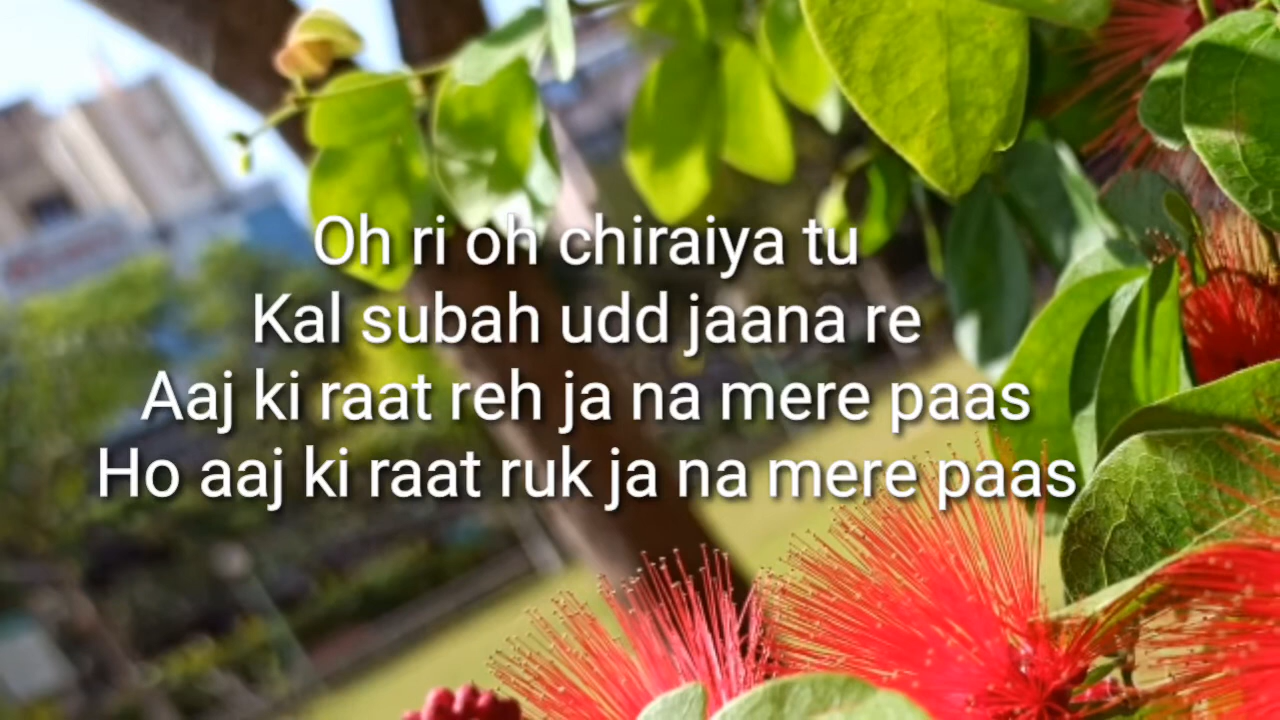 Oh ri oh chiraiya tu
Kal subah udd jaana re
Aaj ki raat reh ja na mere paas
Ho aaj ki raat ruk ja na mere paas